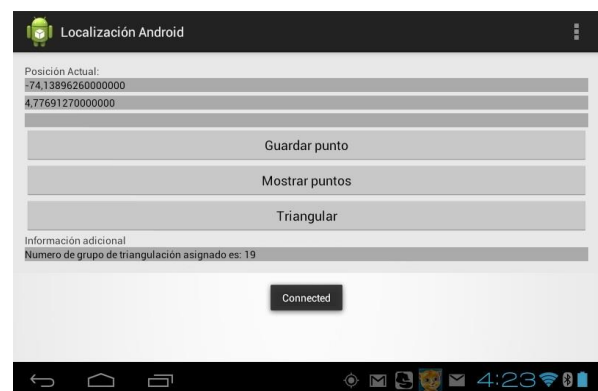 Localización Android
Posición Actual:
-74,13896260000000
4,77691270000000
Guardar punto
Mostrar puntos
Triangular
Información adicional
Numero de grupo de triangulación asignado es: 19
Connected
4:23